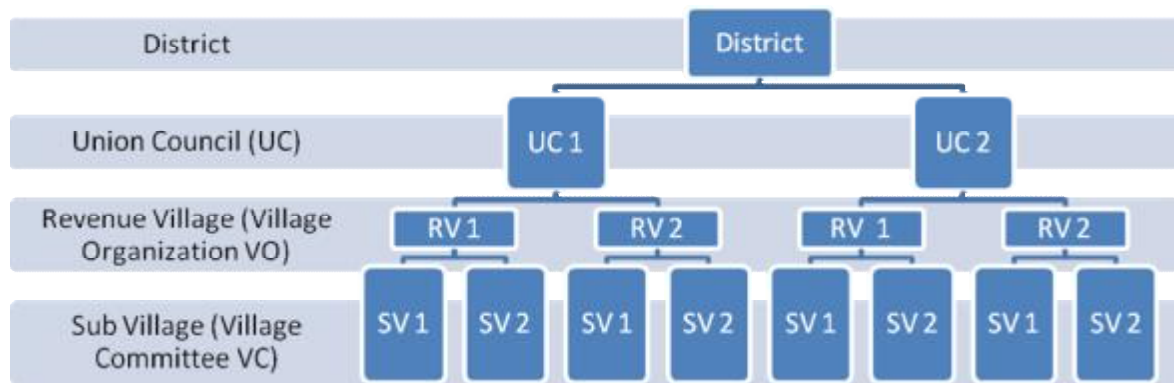 District
District
Union Council (UC)
UC 1
UC 2
Revenue Village (Village
Organization VO)
RV 1
RV 2
RV 1
RV 2
Sub Village (Village
Committee VC)
SV 1
SV 2
SV 1
SV 2
SV 1
SV 2
SV 1
SV 2